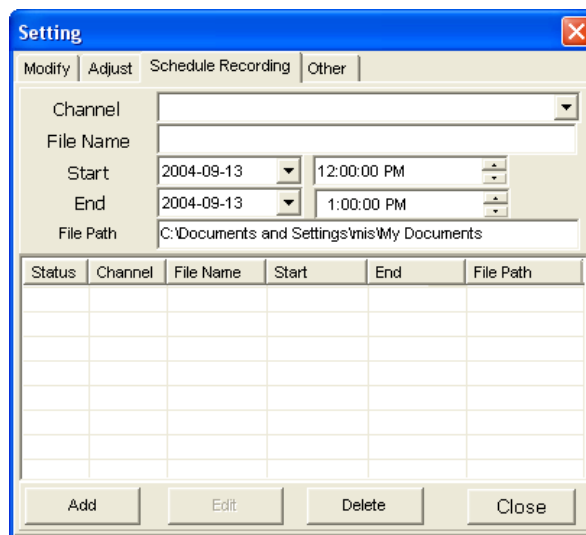 Setting
Modify Adjust Schedule Recording Other
Channel
File Name
Start 2004-09-13 12:00:00 PM
End 2004-09-13 1:00:00 PM
File Path C:\Documents and Settings\mis\My Documents
Status Channel File Name Start End File Path
Add Edit Delete Close